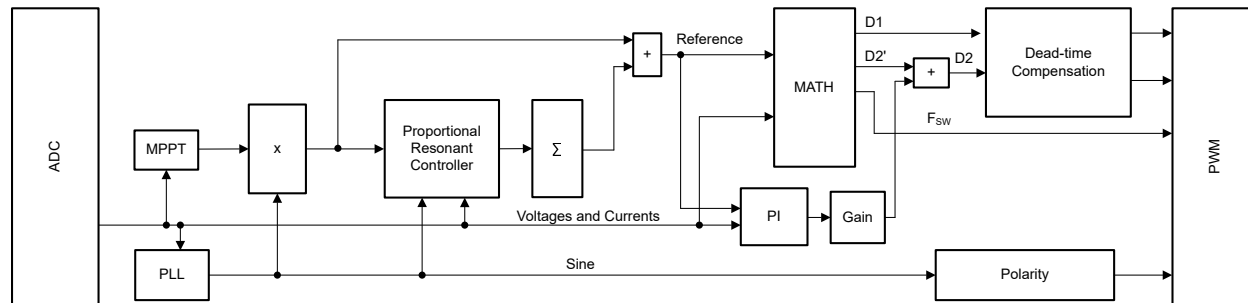 ADC
MPPT
PLL
x
Proportional
Resonant
Controller
Σ
+
Reference
Voltages and Currents
Sine
MATH
D1
D2'
+
D2
F_SW
PI
Gain
Dead-time
Compensation
Polarity
PWM